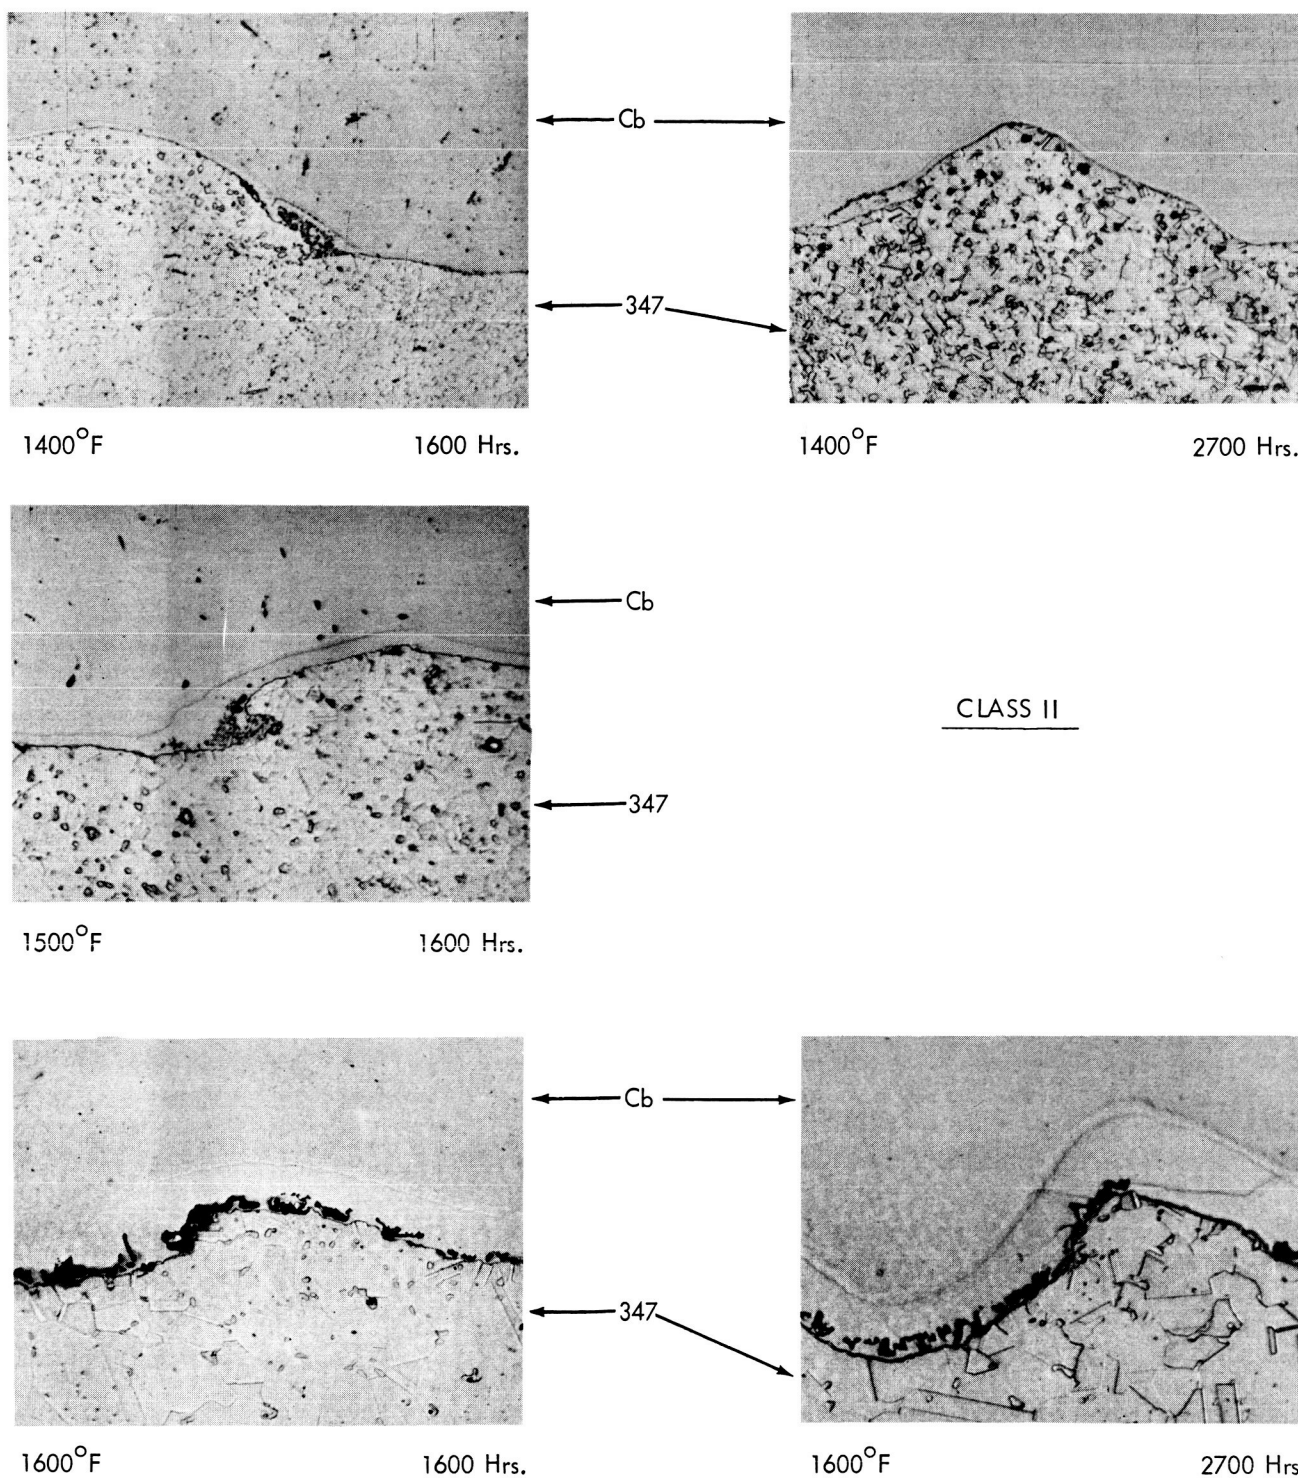 Cb
347
1400°F 1600 Hrs.
1400°F 2700 Hrs.
Cb
CLASS II
347
1500°F 1600 Hrs.
Cb
347
1600°F 1600 Hrs.
1600°F 2700 Hrs